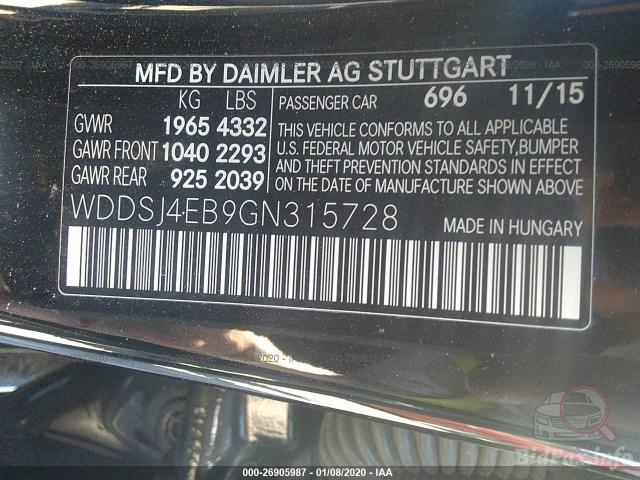 MFD BY DAIMLER AG STUTTGART
KG LBS
PASSENGER CAR 696 11/15
GVWR 1965 4332
GAWR FRONT 1040 2293
GAWR REAR 925 2039
THIS VEHICLE CONFORMS TO ALL APPLICABLE
U.S. FEDERAL MOTOR VEHICLE SAFETY, BUMPER
AND THEFT PREVENTION STANDARDS IN EFFECT
ON THE DATE OF MANUFACTURE SHOWN ABOVE
WDDSJ4EB9GN315728
MADE IN HUNGARY
000-26905987 \ 01/08/2020 - IAA
BidFax.info